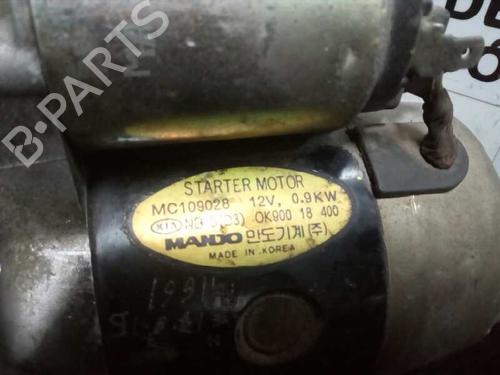 B-PARTS
STARTER MOTOR
MC109028 12V, 0.9KW
KIA OK900 18 400
MANDO 만도기계(주)
MADE IN KOREA